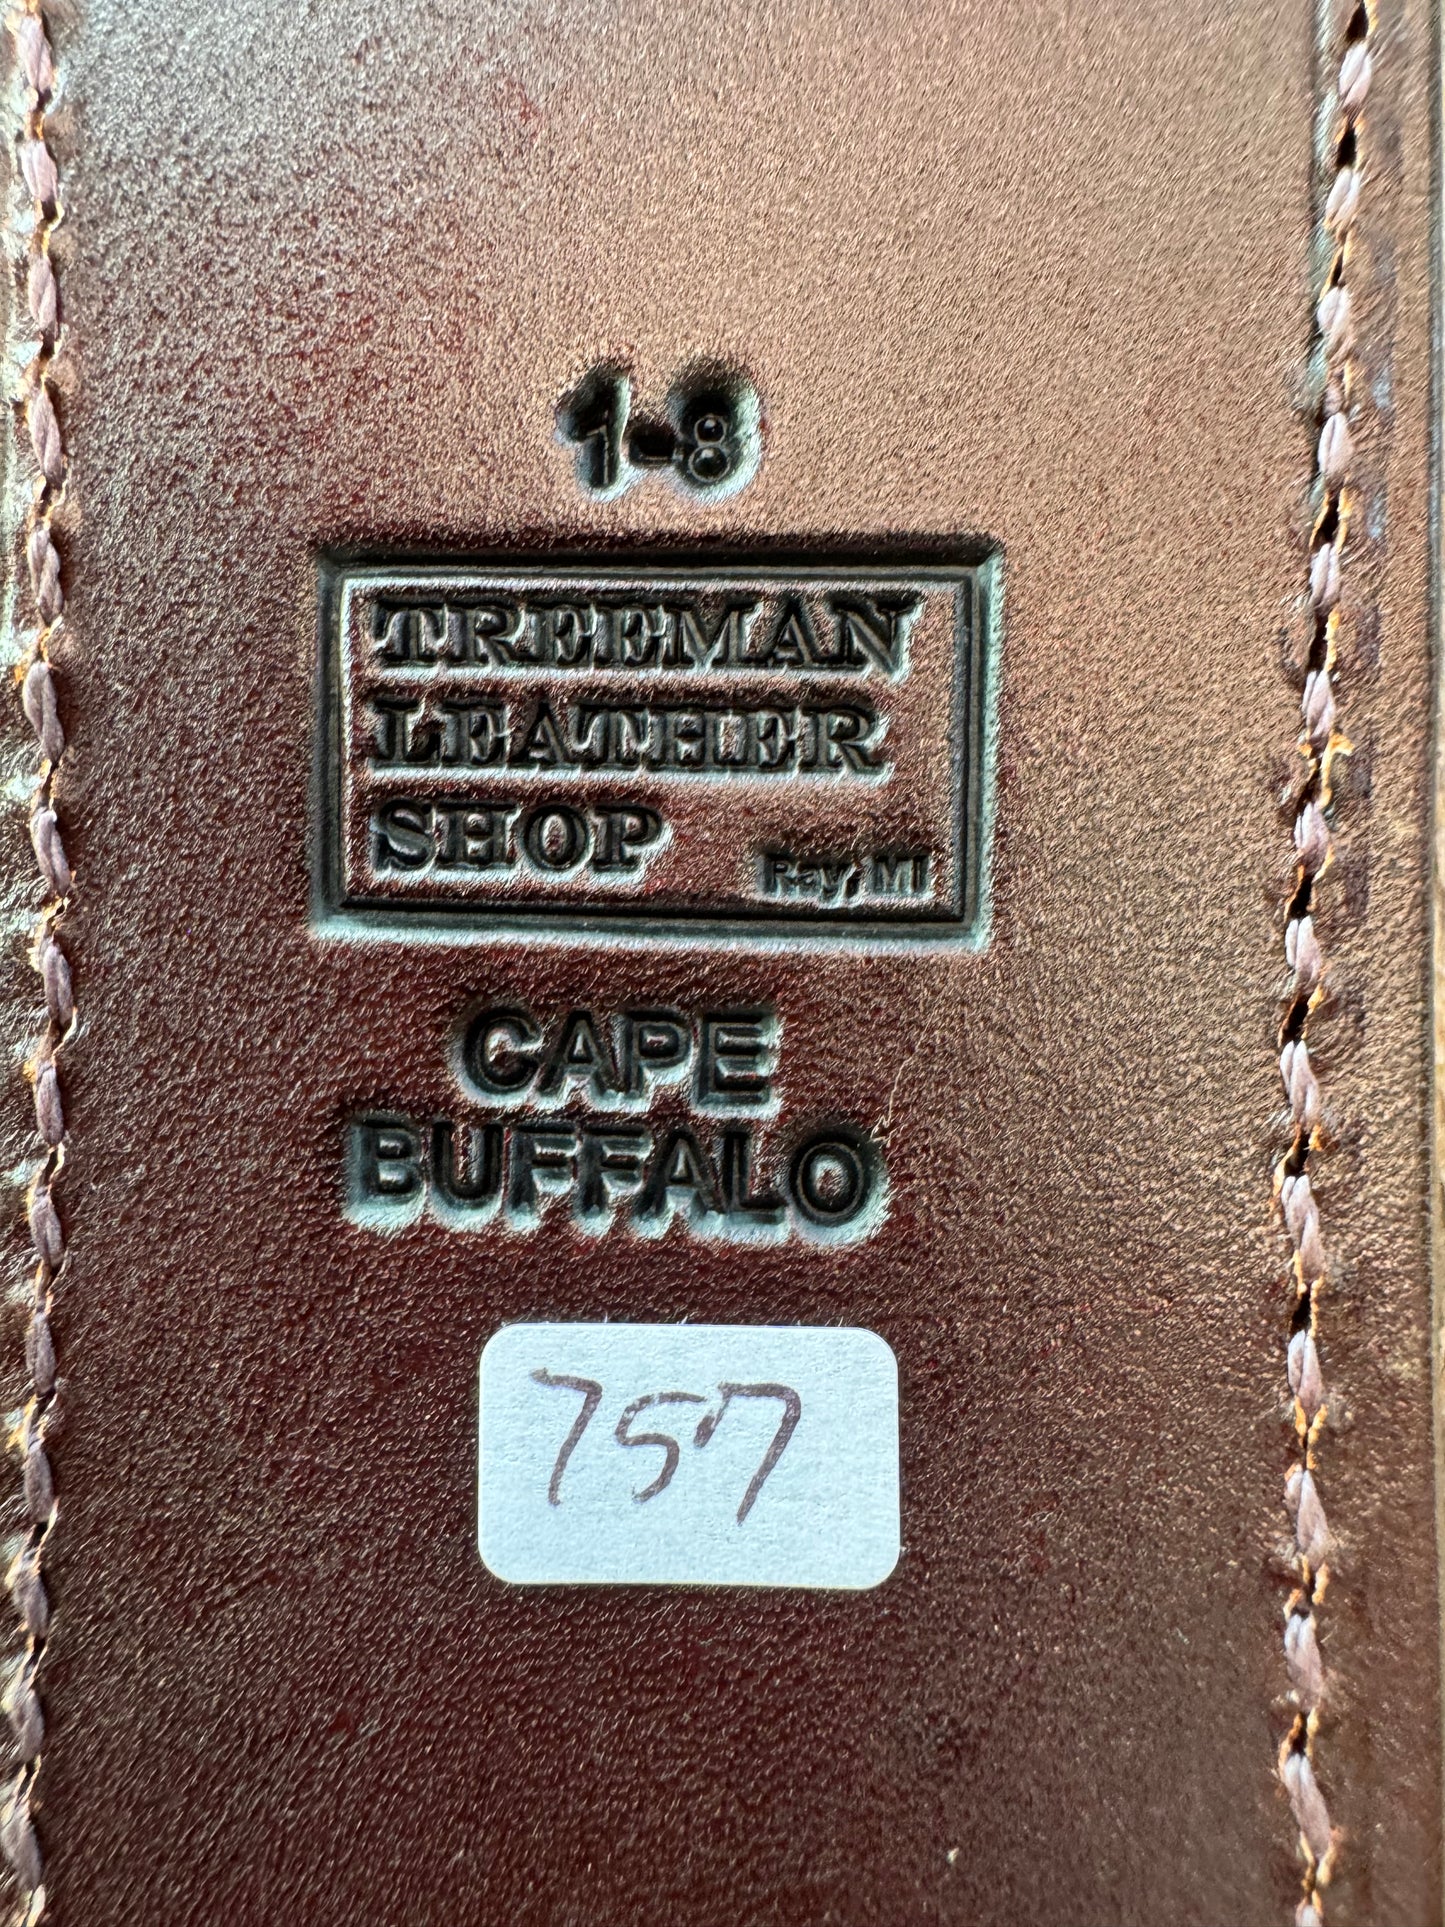 1-8
TREEMAN
LEATHER
SHOP Ray, MI
CAPE
BUFFALO
757